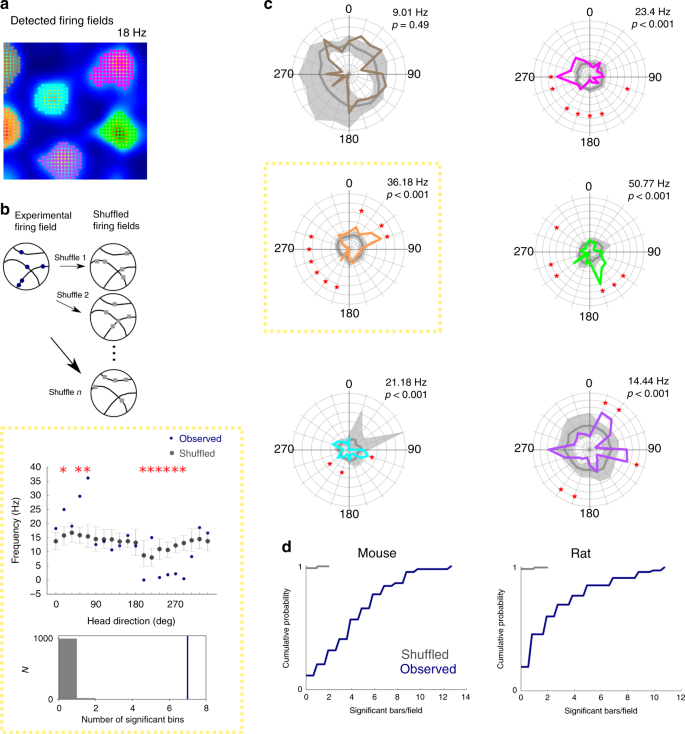 a
Detected firing fields
18 Hz
b
Experimental firing field
Shuffled firing fields
Shuffle 1
Shuffle 2
Shuffle n
Observed
Shuffled
Frequency (Hz)
40
35
30
25
20
15
10
5
0
–5
0 90 180 270
Head direction (deg)
N
1000
0
0 2 4 6 8
Number of significant bins
c
0
9.01 Hz
p = 0.49
270
90
180
23.4 Hz
p < 0.001
0
270
90
180
0
36.18 Hz
p < 0.001
270
90
180
0
50.77 Hz
p < 0.001
270
90
180
0
21.18 Hz
p < 0.001
270
90
180
0
14.44 Hz
p < 0.001
270
90
180
d
Mouse
Cumulative probability
1
0
Shuffled
Observed
0 2 4 6 8 10 12 14
Significant bars/field
Rat
Cumulative probability
1
0
0 2 4 6 8 10 12
Significant bars/field